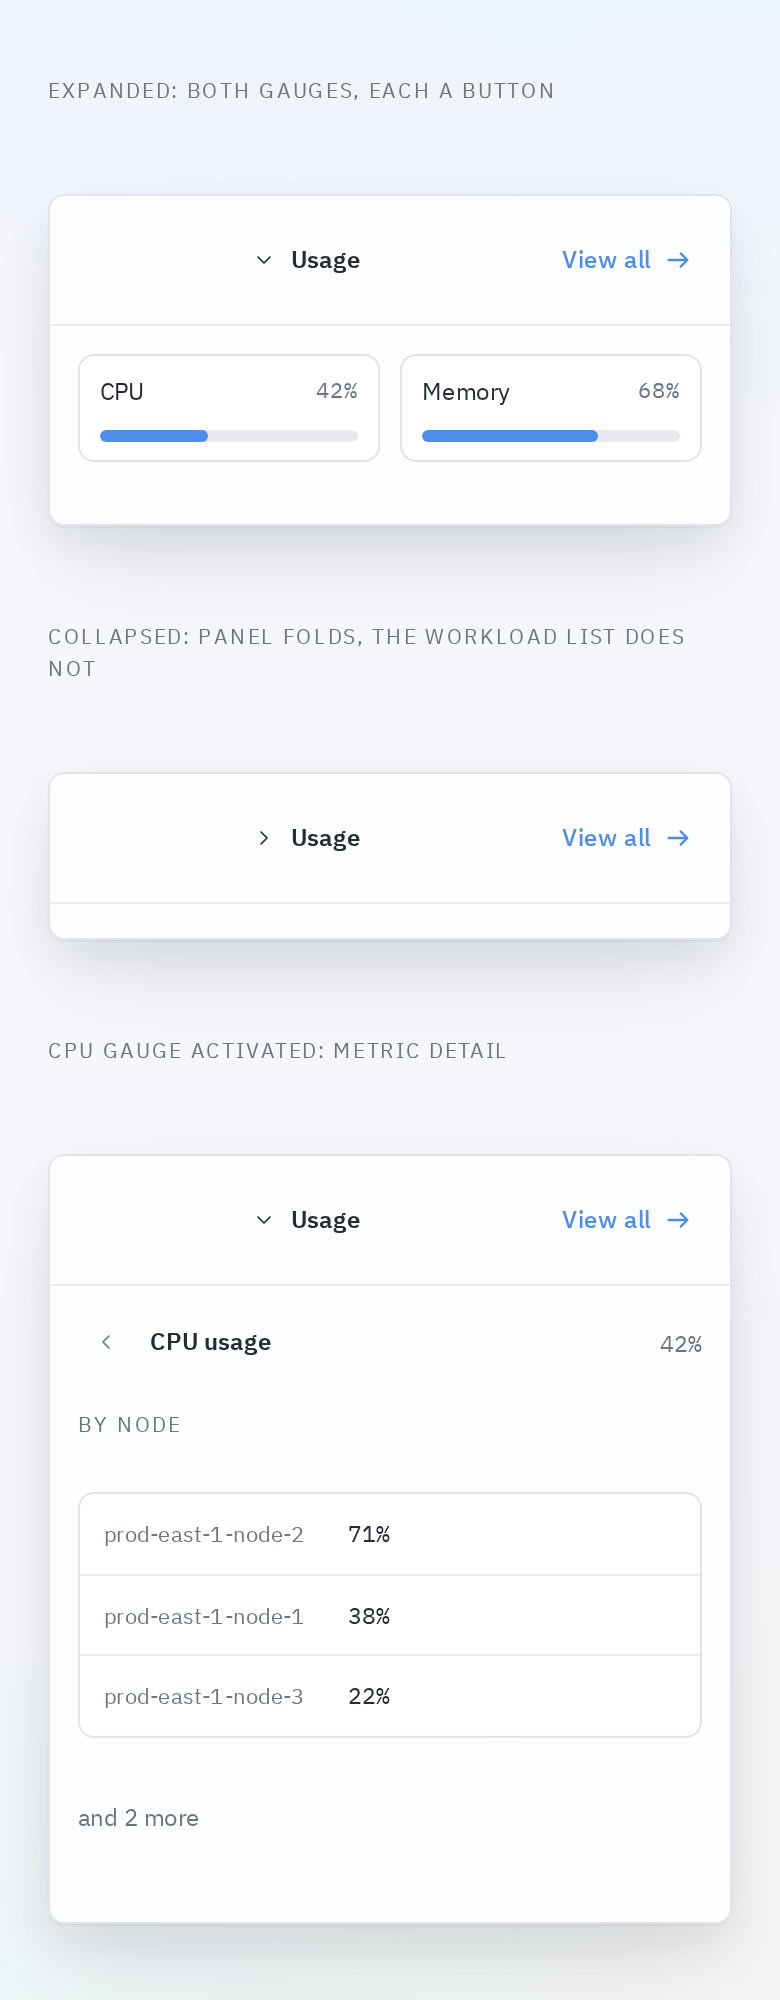 EXPANDED: BOTH GAUGES, EACH A BUTTON
Usage
View all
CPU 42%
Memory 68%
COLLAPSED: PANEL FOLDS, THE WORKLOAD LIST DOES
NOT
Usage
View all
CPU GAUGE ACTIVATED: METRIC DETAIL
Usage
View all
CPU usage 42%
BY NODE
prod-east-1-node-2 71%
prod-east-1-node-1 38%
prod-east-1-node-3 22%
and 2 more